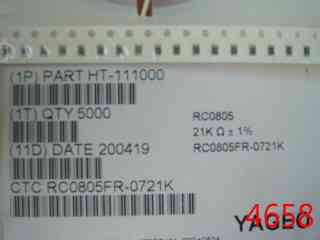 (1P) PART HT-111000
(1T) QTY 5000
RC0805
21K Ω ± 1%
(11D) DATE 200419
RC0805FR-0721K
CTC RC0805FR-0721K
4658
YAGEO